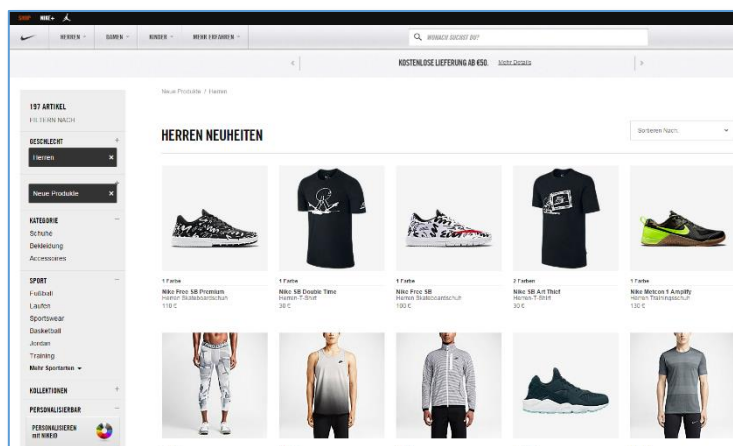 SHOP NIKE+
HERREN DAMEN KINDER MEHR ERFAHREN
WONACH SUCHST DU?
KOSTENLOSE LIEFERUNG AB €50. Mehr Details
Neue Produkte / Herren
197 ARTIKEL
FILTERN NACH
GESCHLECHT
Herren
Neue Produkte
KATEGORIE
Schuhe
Bekleidung
Accessoires
SPORT
Fußball
Laufen
Sportswear
Basketball
Jordan
Training
Mehr Sportarten
KOLLEKTIONEN
PERSONALISIERBAR
PERSONALISIEREN
mit NIKEiD
HERREN NEUHEITEN
Sortieren Nach:
1 Farbe
Nike Free SB Premium
Herren Skateboardschuh
110 €
1 Farbe
Nike SB Double Time
Herren-T-Shirt
30 €
1 Farbe
Nike Free SB
Herren Skateboardschuh
100 €
2 Farben
Nike SB Art Thief
Herren-T-Shirt
30 €
1 Farbe
Nike Metcon 1 Amplify
Herren Trainingsschuh
130 €